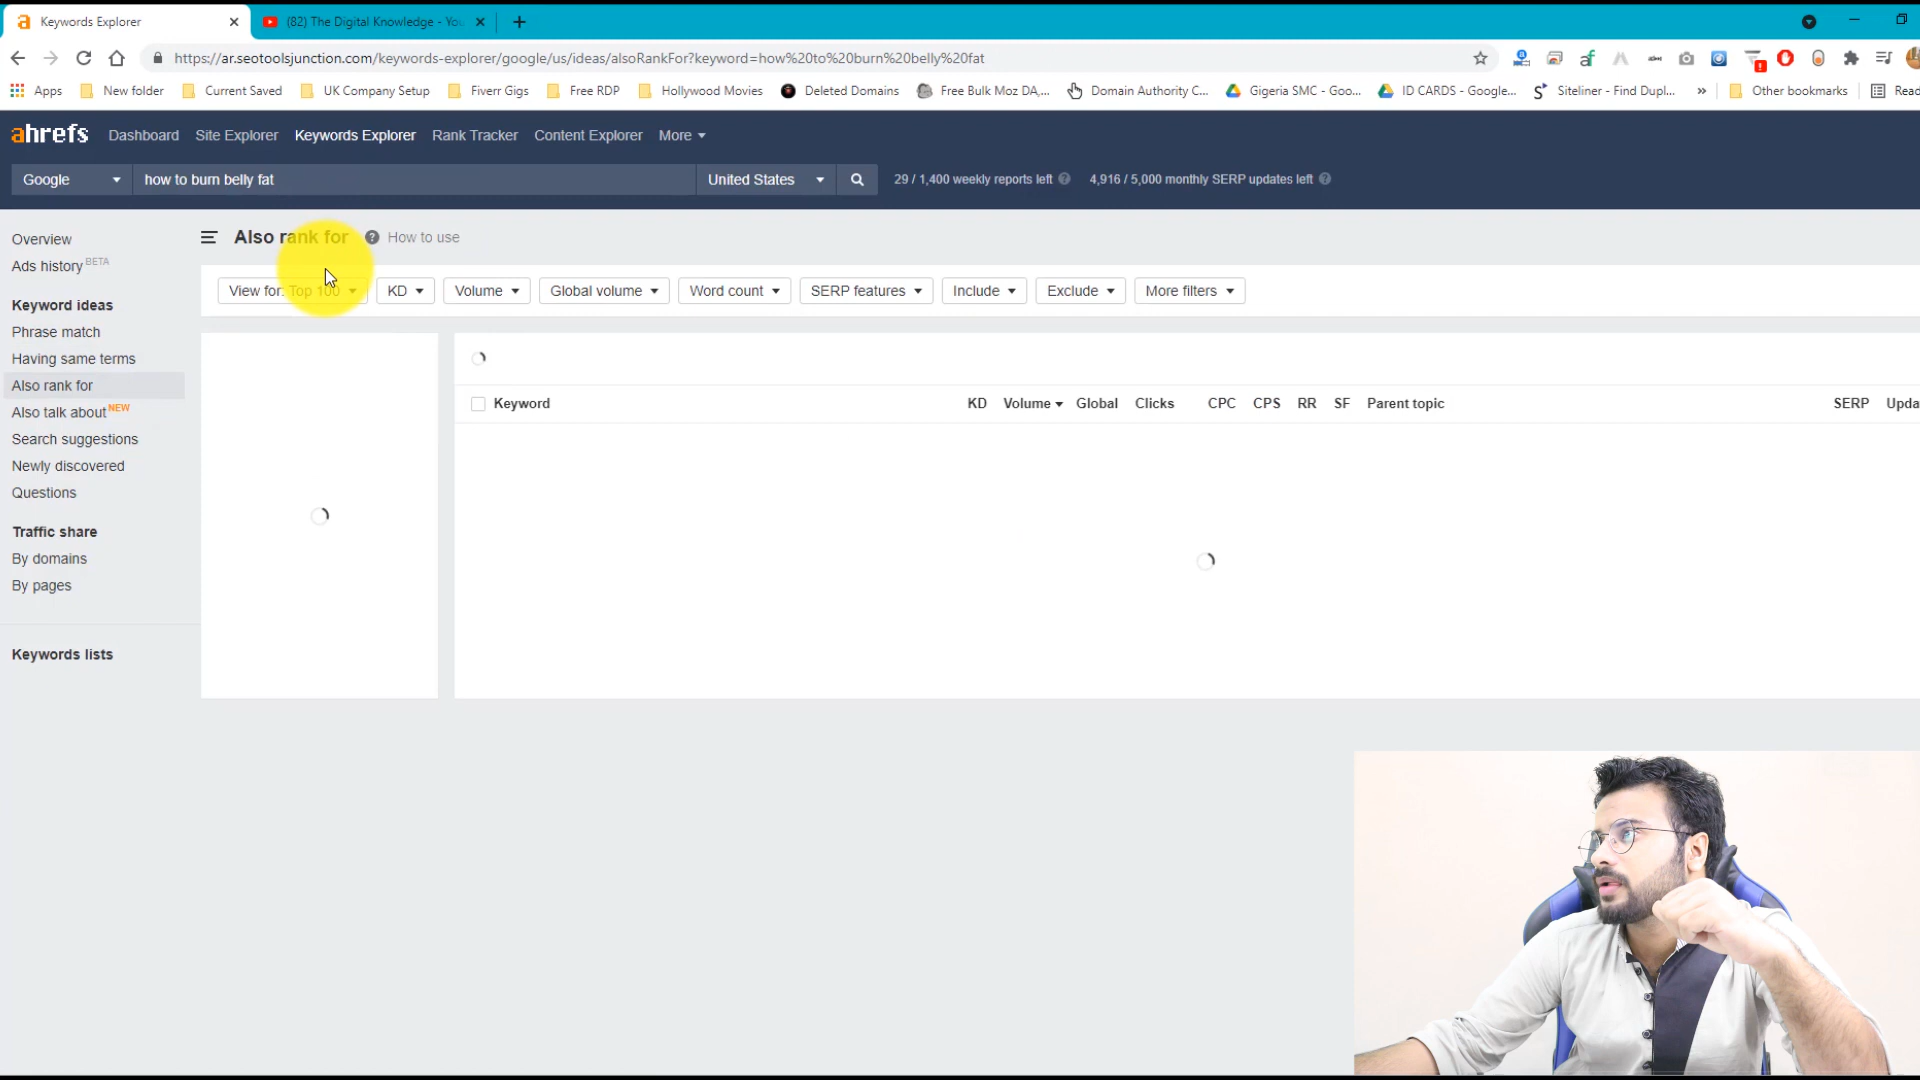 Keywords Explorer
(82) The Digital Knowledge - You
https://ar.seotoolsjunction.com/keywords-explorer/google/us/ideas/alsoRankFor?keyword=how%20to%20burn%20belly%20fat
Apps New folder Current Saved UK Company Setup Fiverr Gigs Free RDP Hollywood Movies Deleted Domains Free Bulk Moz DA,... Domain Authority C... Gigeria SMC - Goo... ID CARDS - Google... Siteliner - Find Dupl... » Other bookmarks Read
ahrefs Dashboard Site Explorer Keywords Explorer Rank Tracker Content Explorer More
Google how to burn belly fat United States 29 / 1,400 weekly reports left 4,916 / 5,000 monthly SERP updates left
Overview
Ads history BETA
Keyword ideas
Phrase match
Having same terms
Also rank for
Also talk about NEW
Search suggestions
Newly discovered
Questions
Traffic share
By domains
By pages
Keywords lists
Also rank for ? How to use
View for: Top 100 KD Volume Global volume Word count SERP features Include Exclude More filters
Keyword KD Volume Global Clicks CPC CPS RR SF Parent topic SERP Upda